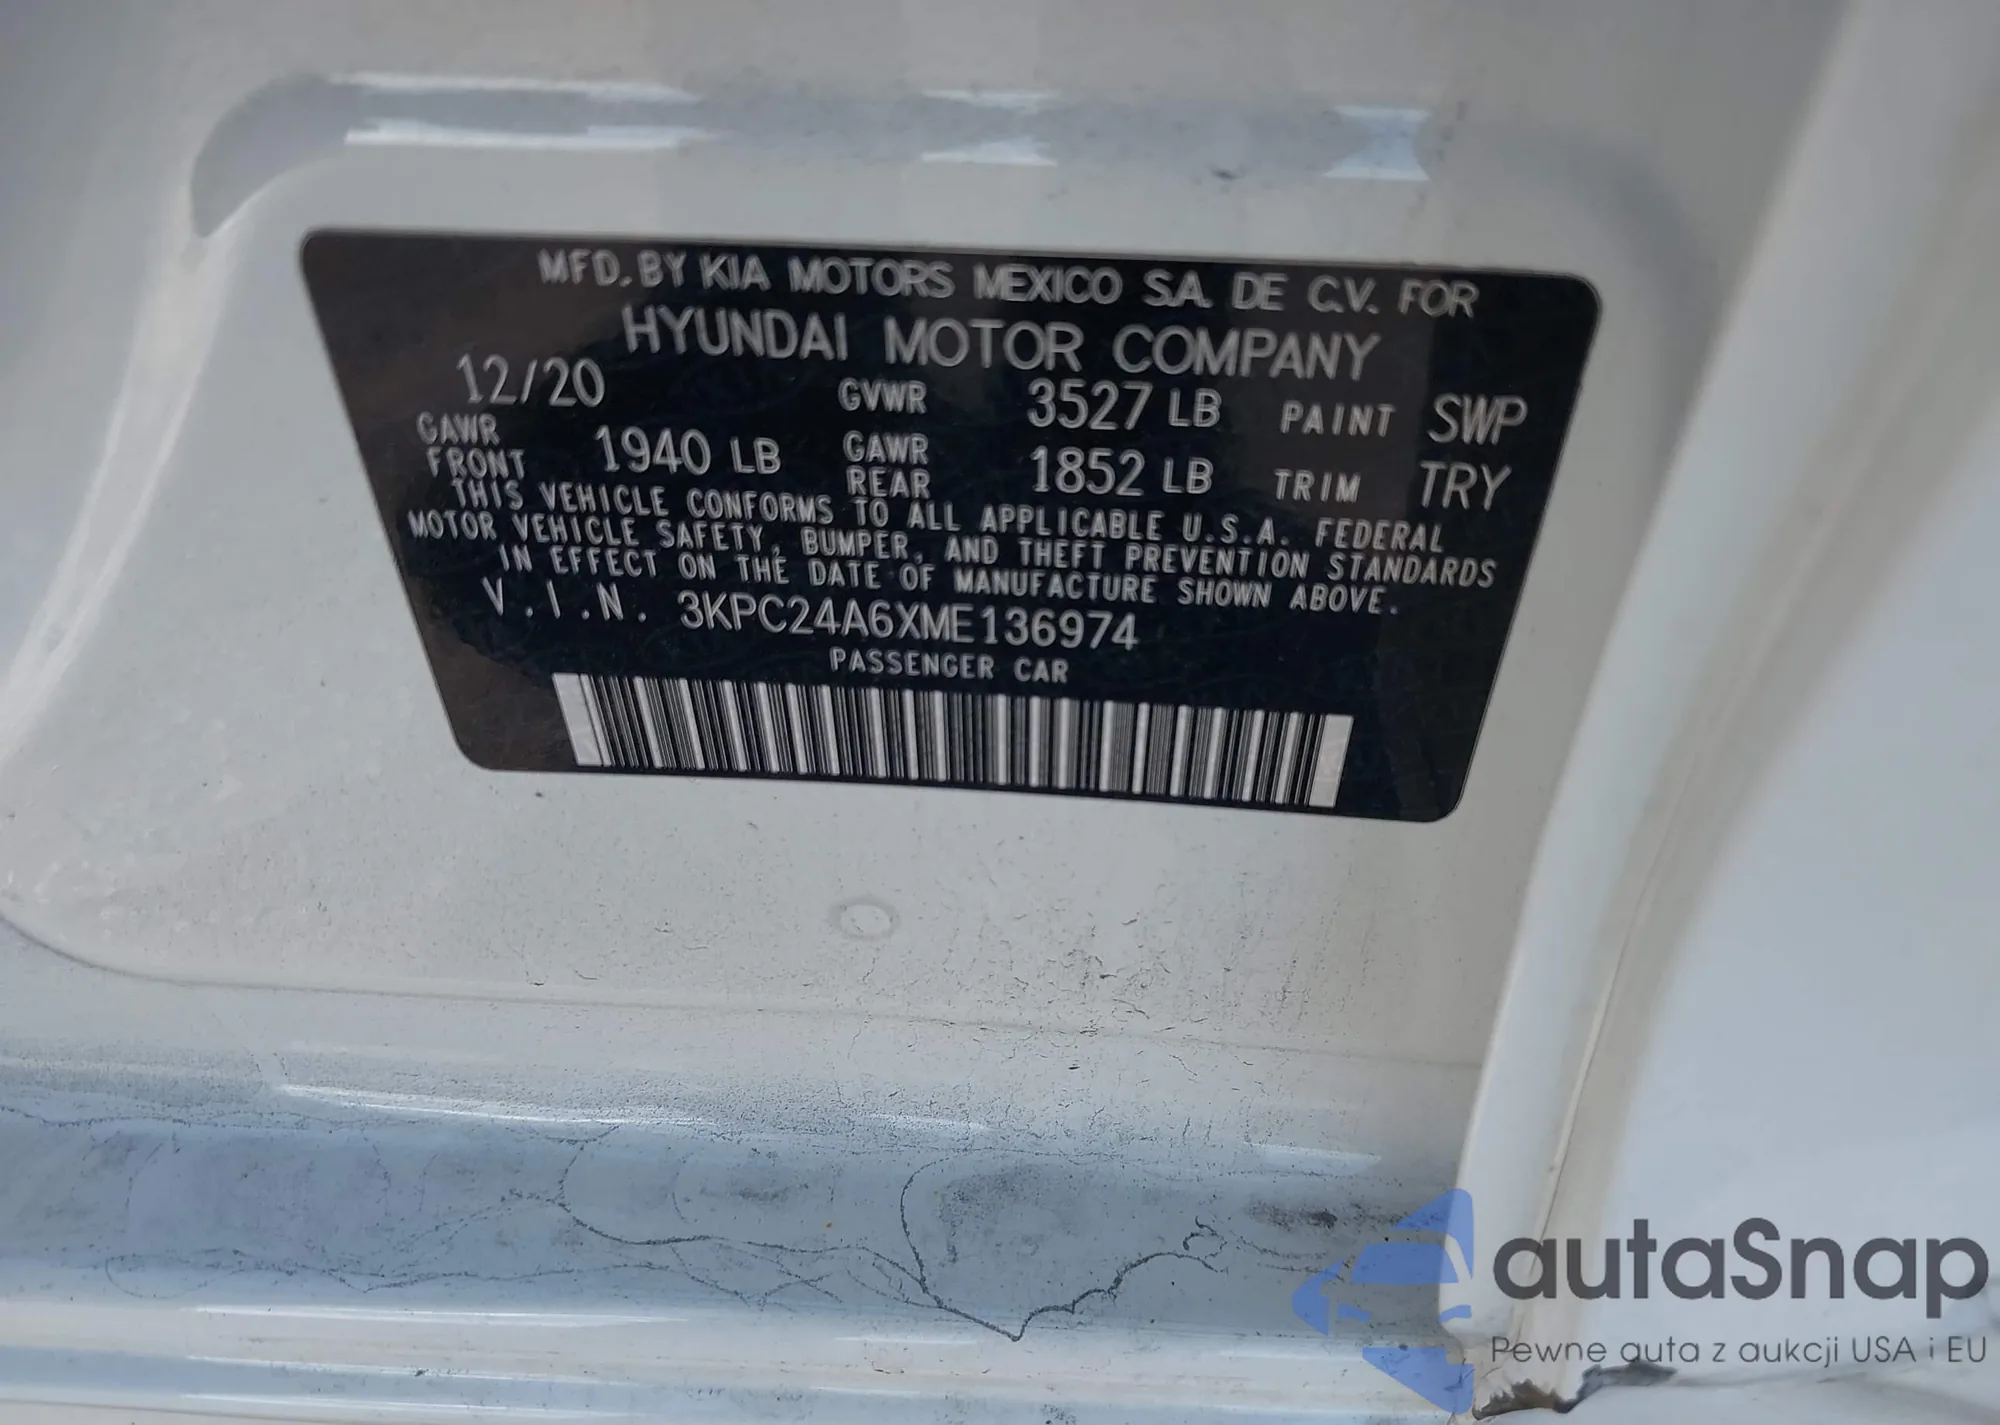 MFD. BY KIA MOTORS MEXICO S.A. DE C.V. FOR
HYUNDAI MOTOR COMPANY
12/20 GVWR 3527 LB PAINT SWP
GAWR FRONT 1940 LB GAWR REAR 1852 LB TRIM TRY
THIS VEHICLE CONFORMS TO ALL APPLICABLE U.S.A. FEDERAL
MOTOR VEHICLE SAFETY, BUMPER, AND THEFT PREVENTION STANDARDS
IN EFFECT ON THE DATE OF MANUFACTURE SHOWN ABOVE.
V.I.N. 3KPC24A6XME136974
PASSENGER CAR
autaSnap
Pewne auta z aukcji USA i EU